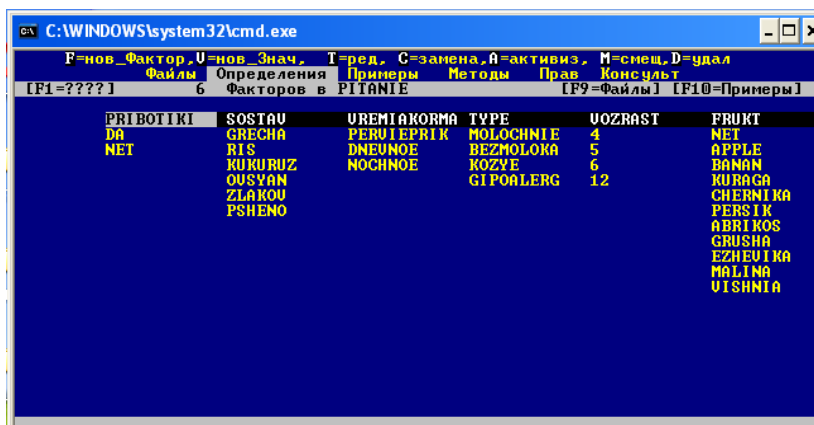 C:\WINDOWS\system32\cmd.exe
F=нов_Фактор,V=нов_Знач, T=ред, C=замена,A=активиз, M=смещ,D=удал
Файлы Определения Примеры Методы Прав Консульт
[F1=????] 6 Факторов в PITANIE [F9=Файлы] [F10=Примеры]
PRIBOTIKI SOSTAV VREMIAKORMA TYPE VOZRAST FRUKT
DA GRECHA PERVIEPRIK MOLOCHNIE 4 NET
NET RIS DNEVNOE BEZMOLOKA 5 APPLE
KUKURUZ NOCHNOE KOZYE 6 BANAN
OVSYAN GIPOALERG 12 KURAGA
ZLAKOV CHERNIKA
PSHENO PERSIK
ABRIKOS
GRUSHA
EZHEVIKA
MALINA
VISHNIA